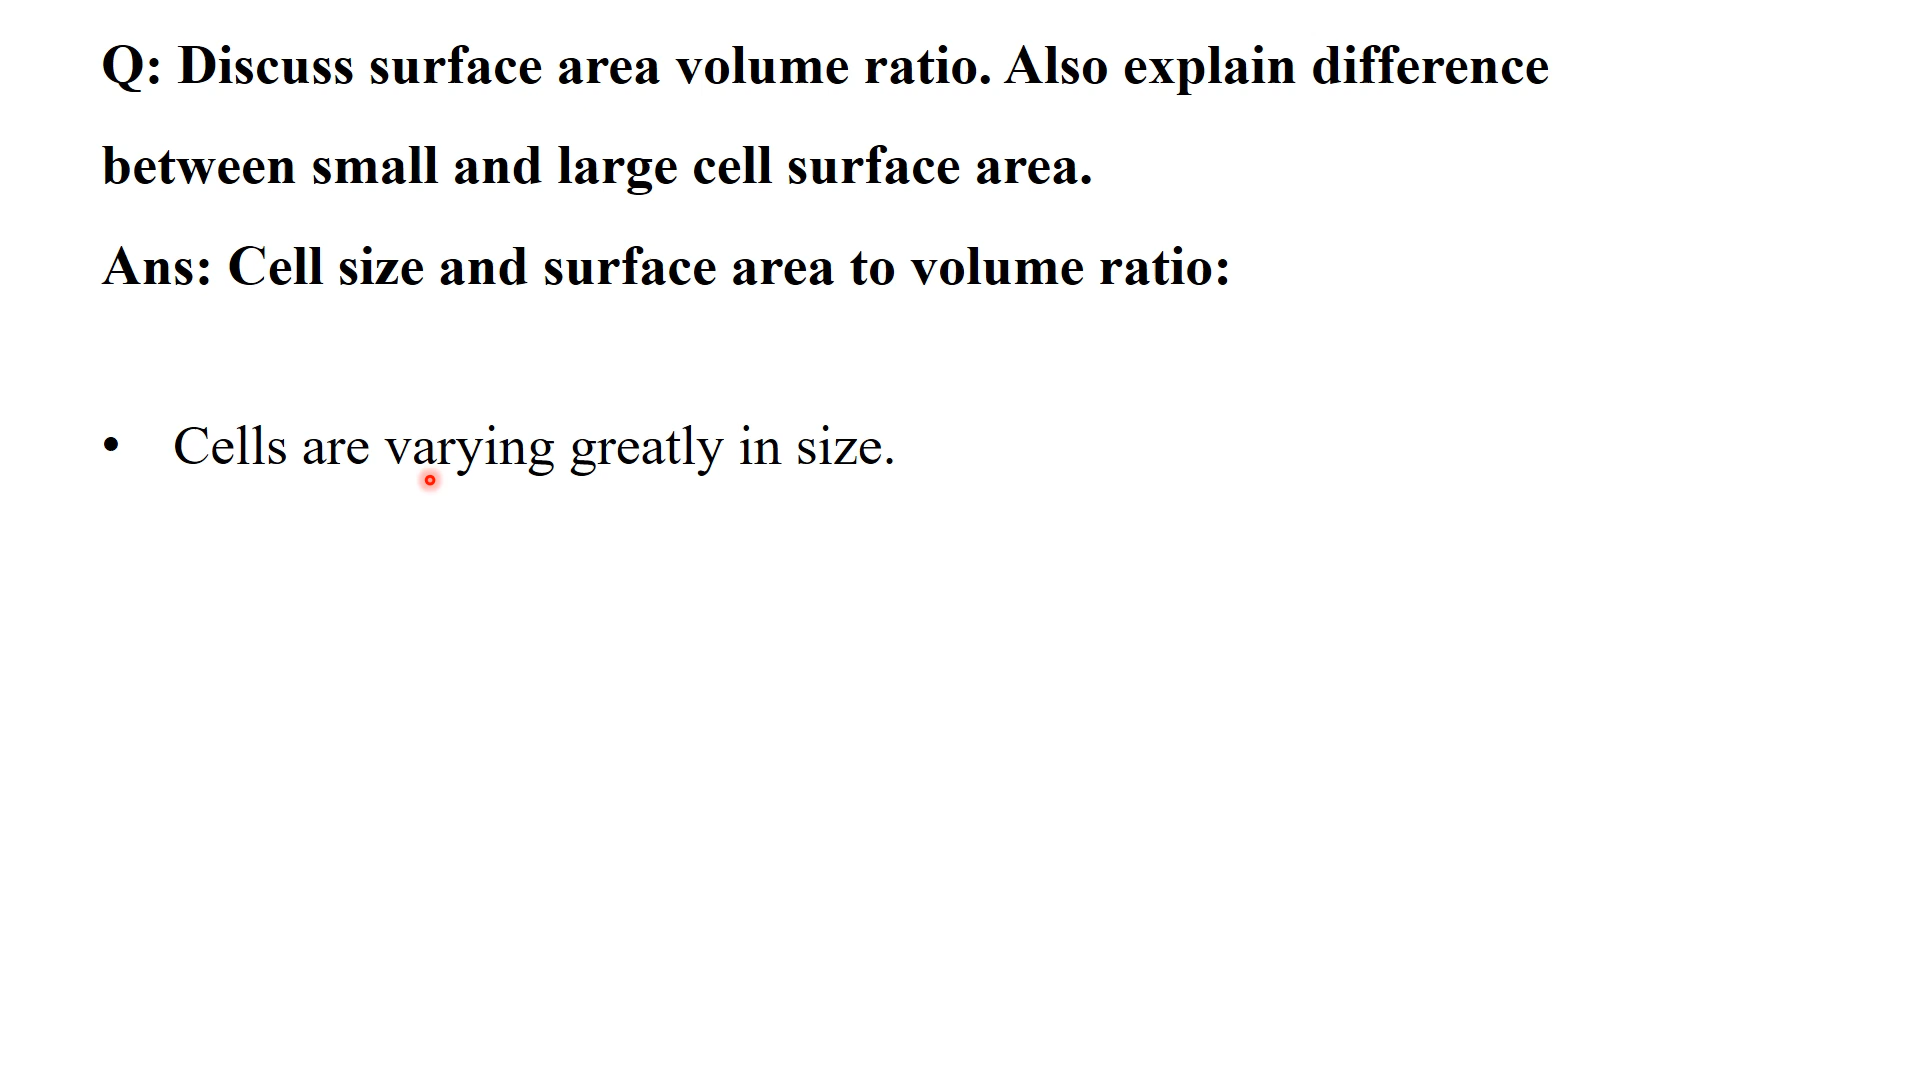 Q: Discuss surface area volume ratio. Also explain difference
between small and large cell surface area.
Ans: Cell size and surface area to volume ratio:
• Cells are varying greatly in size.